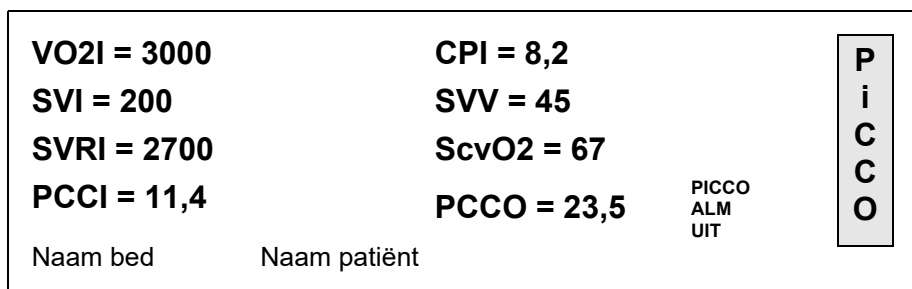 VO2I = 3000
CPI = 8,2
SVI = 200
SVV = 45
SVRI = 2700
ScvO2 = 67
PCCI = 11,4
PCCO = 23,5
PICCO
ALM
UIT
Naam bed
Naam patiënt
P
i
C
C
O